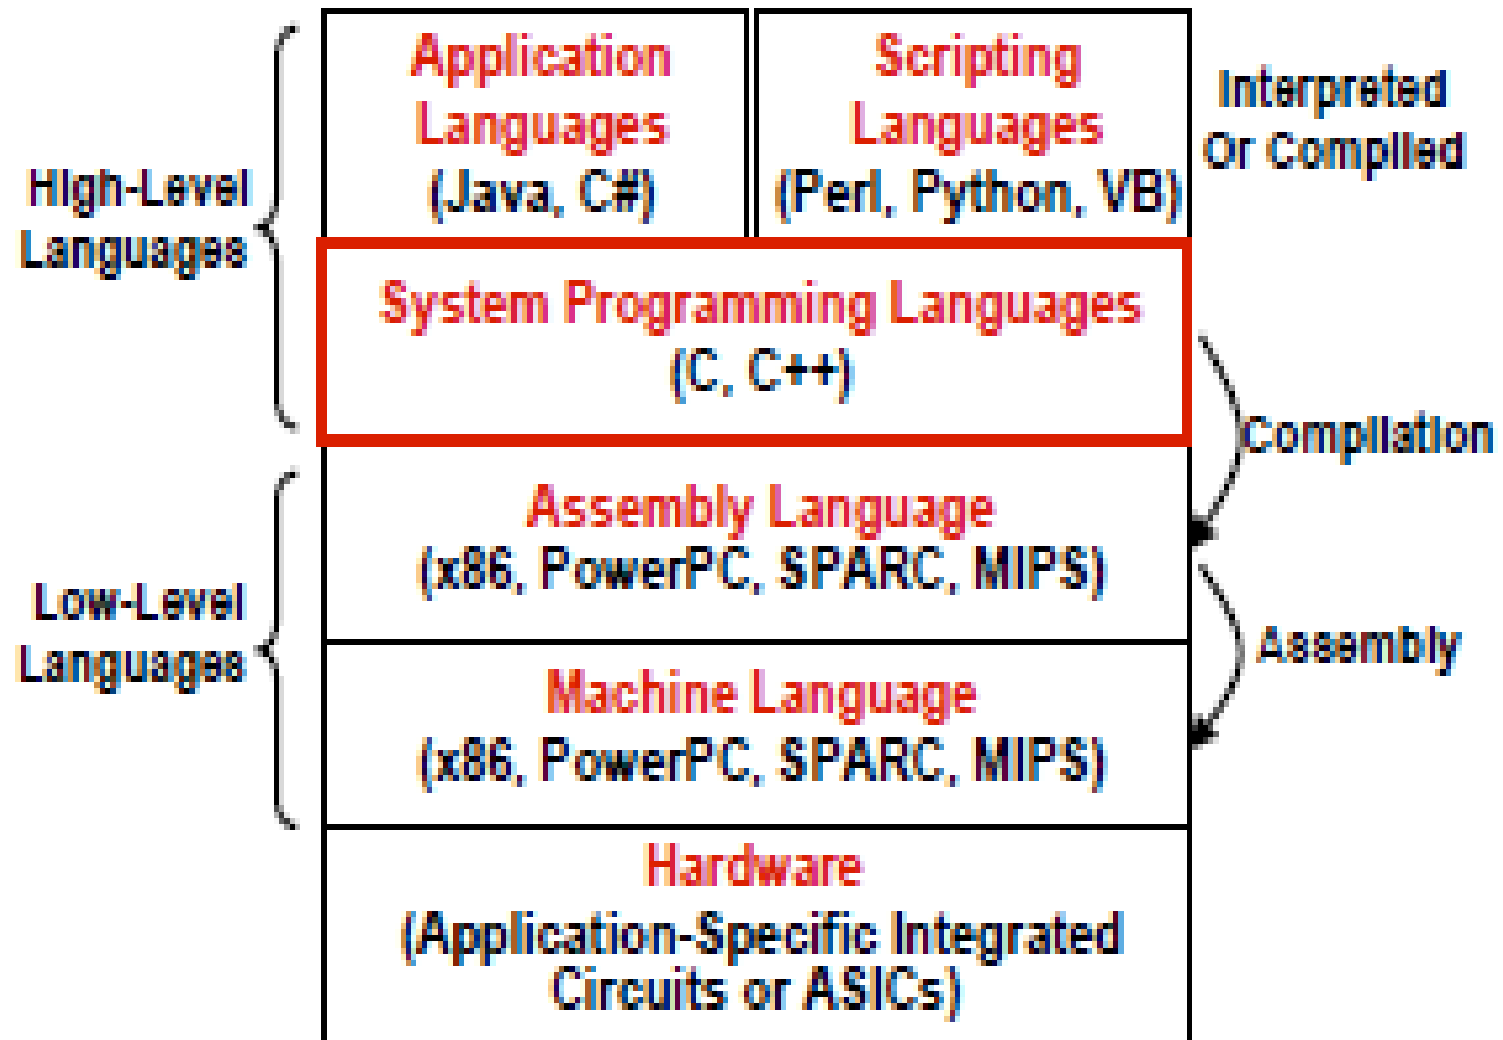 Application
Languages
(Java, C#)
Scripting
Languages
(Perl, Python, VB)
Interpreted
Or Compiled
High-Level
Languages
System Programming Languages
(C, C++)
Compilation
Assembly Language
(x86, PowerPC, SPARC, MIPS)
Low-Level
Languages
Assembly
Machine Language
(x86, PowerPC, SPARC, MIPS)
Hardware
(Application-Specific Integrated
Circuits or ASICs)